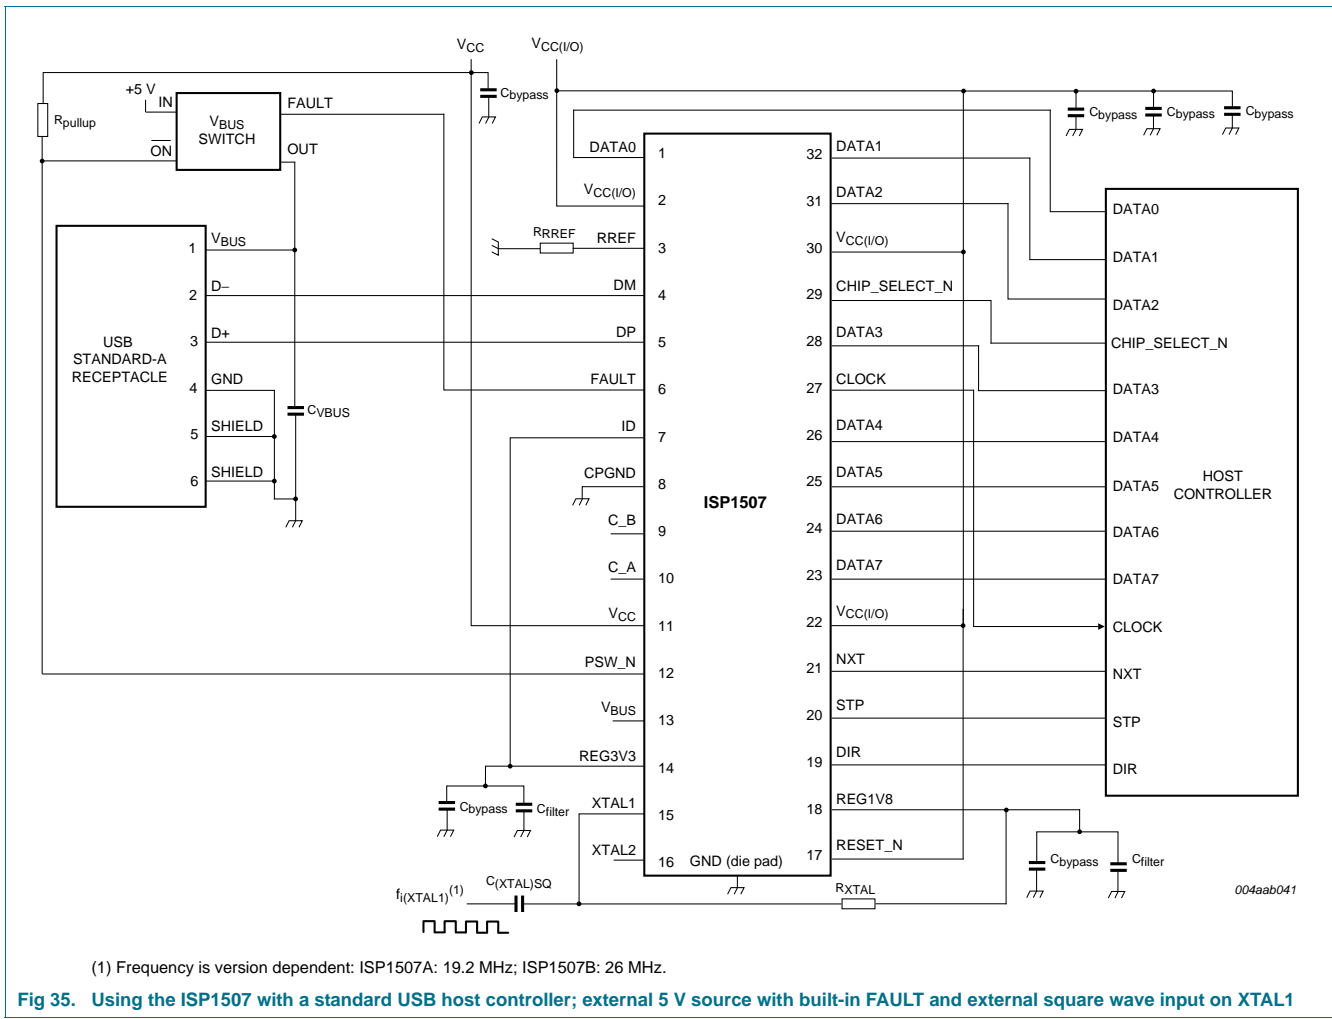 VCC
VCC(I/O)
Cbypass
Cbypass
Cbypass
Cbypass
Rpullup
+5 V
IN
ON
VBUS
SWITCH
FAULT
OUT
USB
STANDARD-A
RECEPTACLE
1 VBUS
2 D−
3 D+
4 GND
5 SHIELD
6 SHIELD
CVBUS
RRREF
DATA0 1
VCC(I/O) 2
RREF 3
DM 4
DP 5
FAULT 6
ID 7
CPGND 8
C_B 9
C_A 10
VCC 11
PSW_N 12
VBUS 13
REG3V3 14
XTAL1 15
XTAL2 16
ISP1507
GND (die pad)
32 DATA1
31 DATA2
30 VCC(I/O)
29 CHIP_SELECT_N
28 DATA3
27 CLOCK
26 DATA4
25 DATA5
24 DATA6
23 DATA7
22 VCC(I/O)
21 NXT
20 STP
19 DIR
18 REG1V8
17 RESET_N
DATA0
DATA1
DATA2
CHIP_SELECT_N
DATA3
DATA4
DATA5
DATA6
DATA7
CLOCK
NXT
STP
DIR
HOST
CONTROLLER
Cbypass
Cfilter
Cbypass
Cfilter
fi(XTAL1)(1)
C(XTAL)SQ
RXTAL
004aab041
(1) Frequency is version dependent: ISP1507A: 19.2 MHz; ISP1507B: 26 MHz.
Fig 35. Using the ISP1507 with a standard USB host controller; external 5 V source with built-in FAULT and external square wave input on XTAL1